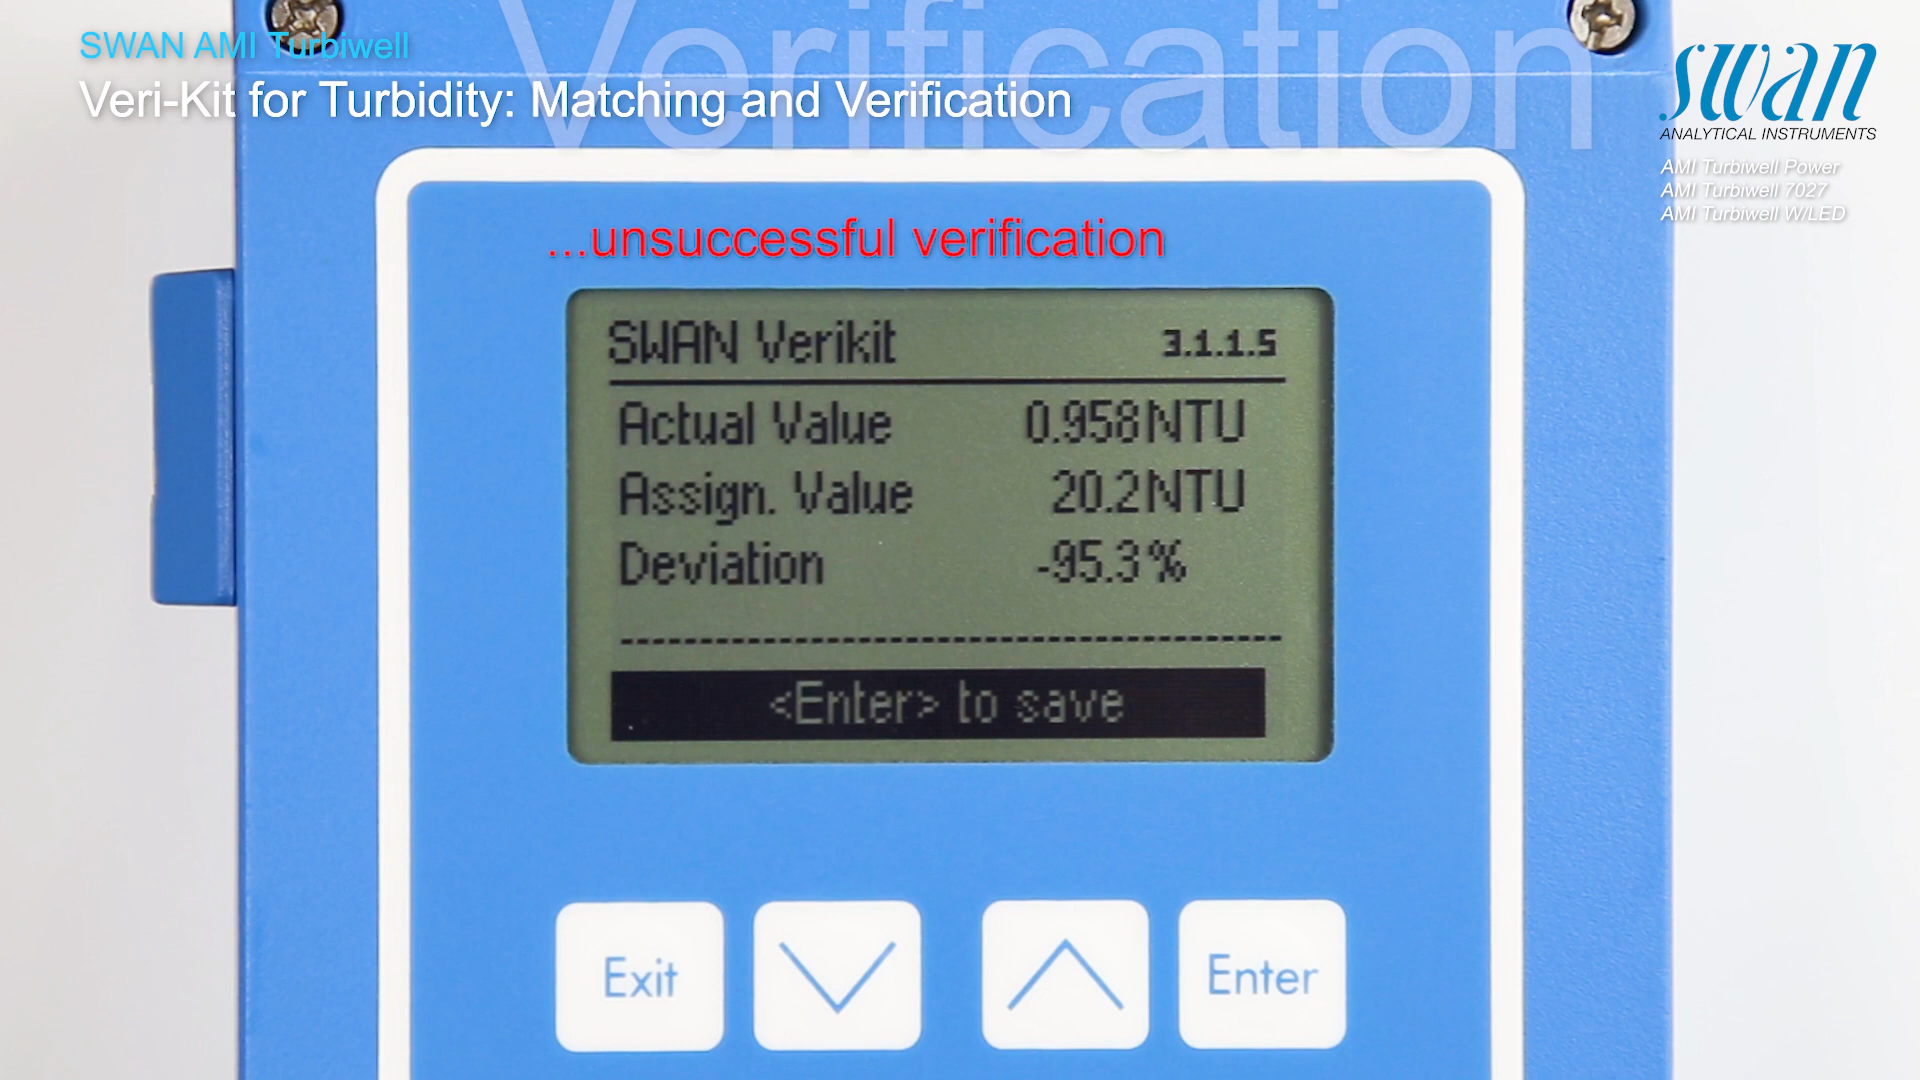 Verification
SWAN AMI Turbiwell
Veri-Kit for Turbidity: Matching and Verification
swan
ANALYTICAL INSTRUMENTS
AMI Turbiwell Power
AMI Turbiwell 7027
AMI Turbiwell W/LED
...unsuccessful verification
SWAN Verikit 3.1.1.5
Actual Value 0.958NTU
Assign. Value 20.2NTU
Deviation -95.3%
<Enter> to save
Exit Enter